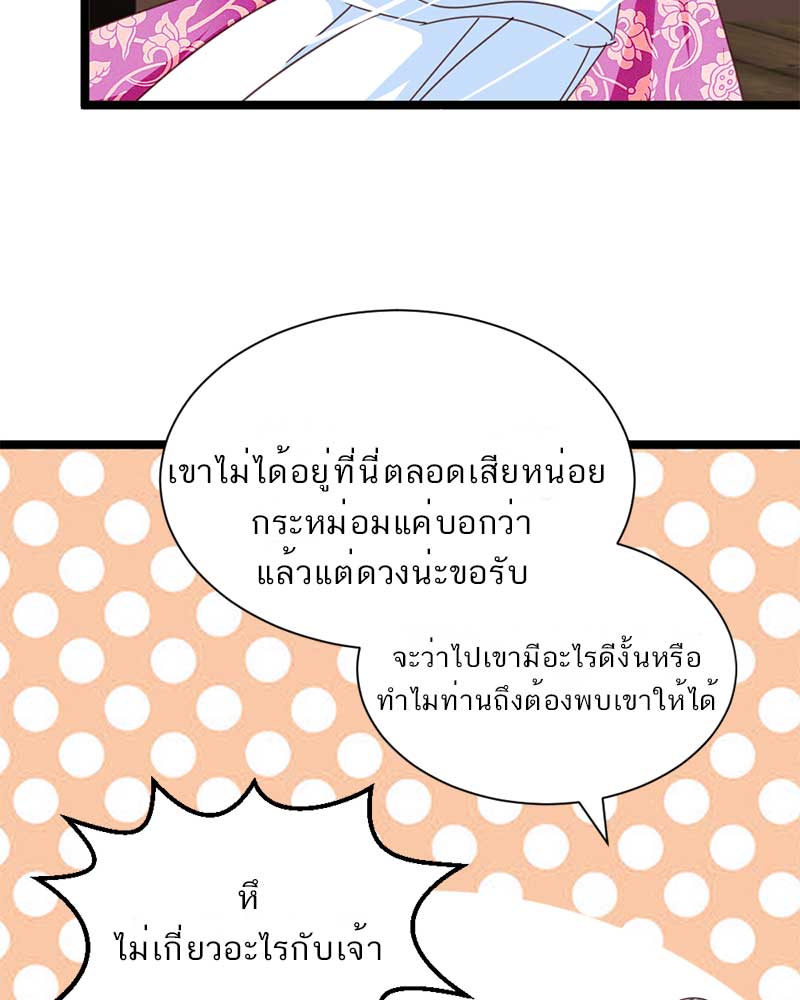 เขาไม่ได้อยู่ที่นี่ตลอดเสียหน่อย
กระหม่อมแค่บอกว่า
แล้วแต่ดวงน่ะขอรับ
จะว่าไปเขามีอะไรดีงั้นหรือ
ทำไมท่านถึงต้องพบเขาให้ได้
หึ
ไม่เกี่ยวอะไรกับเจ้า